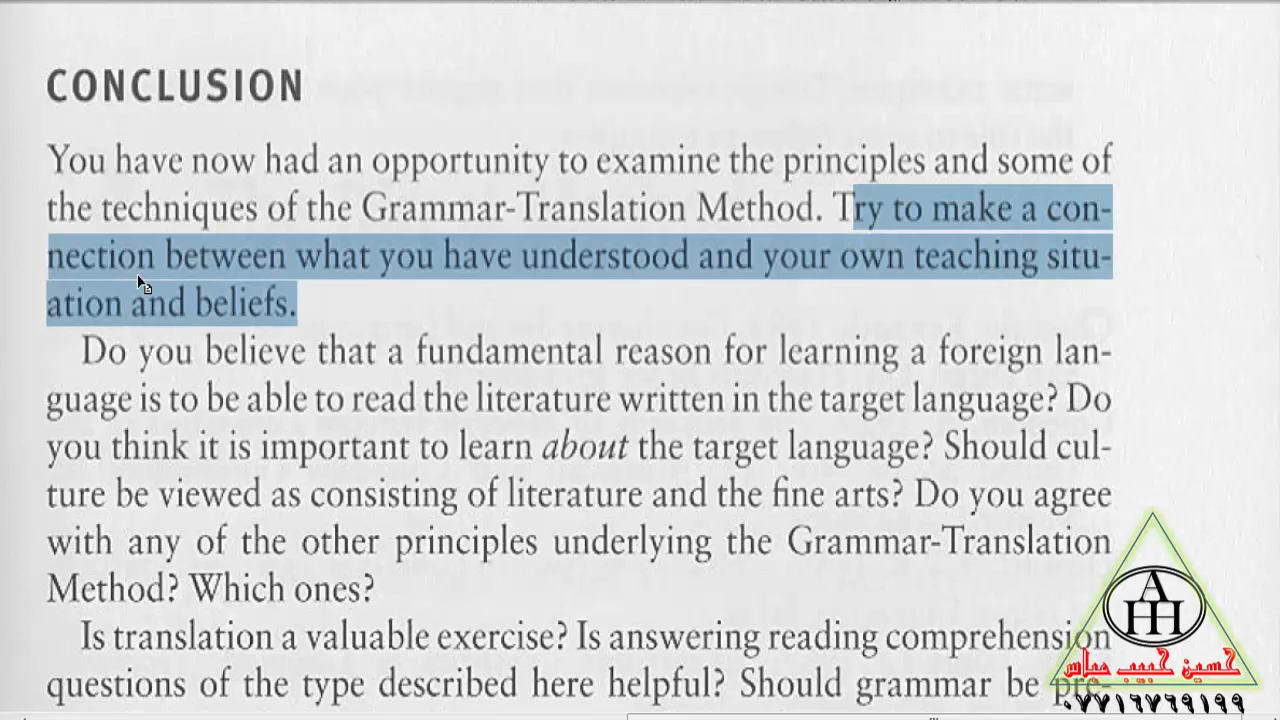 CONCLUSION
You have now had an opportunity to examine the principles and some of
the techniques of the Grammar-Translation Method. Try to make a con-
nection between what you have understood and your own teaching situ-
ation and beliefs.
Do you believe that a fundamental reason for learning a foreign lan-
guage is to be able to read the literature written in the target language? Do
you think it is important to learn about the target language? Should cul-
ture be viewed as consisting of literature and the fine arts? Do you agree
with any of the other principles underlying the Grammar-Translation
Method? Which ones?
Is translation a valuable exercise? Is answering reading comprehension
questions of the type described here helpful? Should grammar be pre-
AHH
حسين حبيب عباس
٠٧٧١٦٧٦٩١٩٩